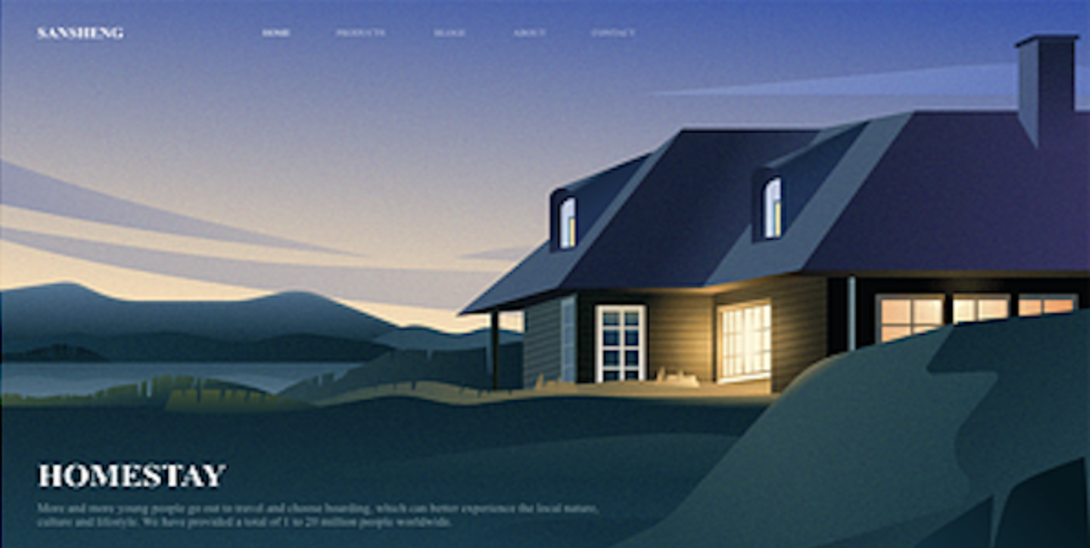 SANSHENG
HOME PRODUCTS BLOGS ABOUT CONTACT
HOMESTAY
More and more young people go out to travel and choose boarding, which can better experience the local nature,
culture and lifestyle. We have provided a total of 1 to 20 million people worldwide.